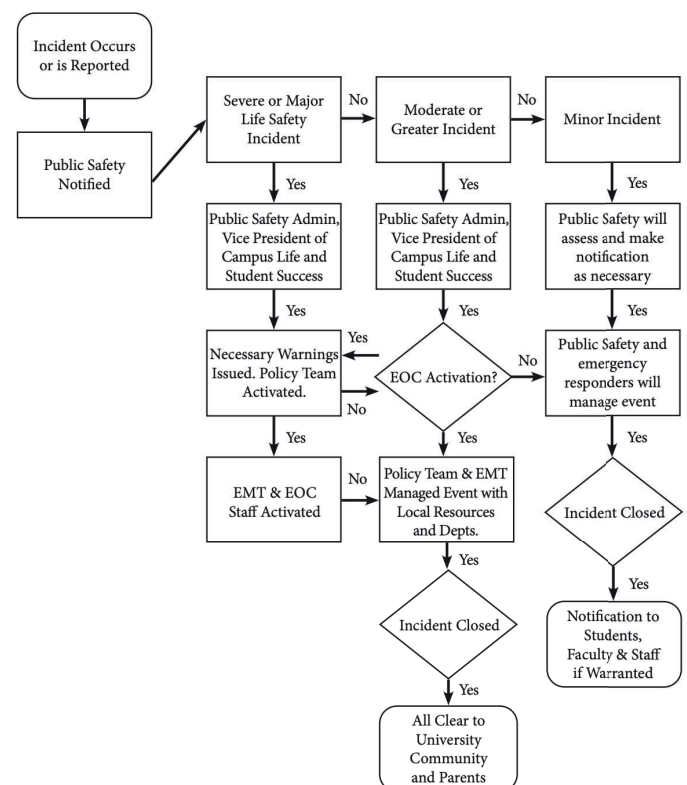 Incident Occurs
or is Reported
Public Safety
Notified
Severe or Major
Life Safety
Incident
No
Moderate or
Greater Incident
No
Minor Incident
Yes
Yes
Yes
Public Safety Admin,
Vice President of
Campus Life and
Student Success
Public Safety Admin,
Vice President of
Campus Life and
Student Success
Public Safety will
assess and make
notification
as necessary
Yes
Yes
Yes
Necessary Warnings
Issued. Policy Team
Activated.
Yes
No
EOC Activation?
No
Public Safety and
emergency
responders will
manage event
Yes
Yes
Yes
EMT & EOC
Staff Activated
No
Policy Team & EMT
Managed Event with
Local Resources
and Depts.
Incident Closed
Yes
Yes
Incident Closed
Notification to
Students,
Faculty & Staff
if Warranted
Yes
All Clear to
University
Community
and Parents